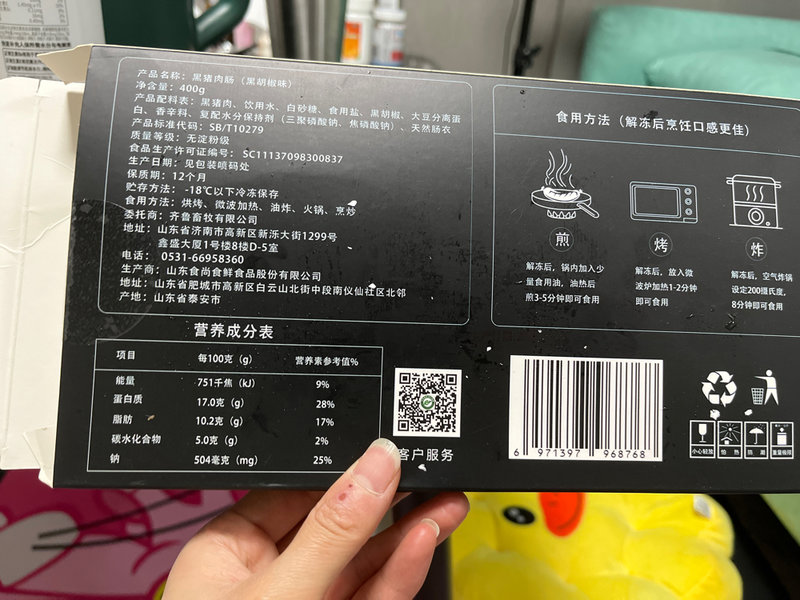 产品名称：黑猪肉肠（黑胡椒味）
净含量：400g
产品配料表：黑猪肉、饮用水、白砂糖、食用盐、黑胡椒、大豆分离蛋
白、香辛料、复配水分保持剂（三聚磷酸钠、焦磷酸钠）、天然肠衣
产品标准代码：SB/T10279
质量等级：无淀粉级
食品生产许可证编号：SC11137098300837
生产日期：见包装喷码处
保质期：12个月
贮存方法：-18℃以下冷冻保存
食用方法：烘烤、微波加热、油炸、火锅、烹炒
委托商：齐鲁畜牧有限公司
地址：山东省济南市高新区新泺大街1299号
鑫盛大厦1号楼8楼D-5室
电话：0531-66958360
生产商：山东食尚食鲜食品股份有限公司
地址：山东省肥城市高新区白云山北街中段南仪仙社区北邻
产地：山东省泰安市
营养成分表
项目 每100克（g） 营养素参考值%
能量 751千焦（kJ） 9%
蛋白质 17.0克（g） 28%
脂肪 10.2克（g） 17%
碳水化合物 5.0克（g） 2%
钠 504毫克（mg） 25%
客户服务
食用方法（解冻后烹饪口感更佳）
煎
解冻后，锅内加入少
量食用油，油热后
煎3-5分钟即可食用
烤
解冻后，放入微
波炉加热1-2分钟
即可食用
炸
解冻后，空气炸锅
设定200摄氏度，
8分钟即可食用
6 971397 968768
小心轻放 怕热 防潮 重量极限